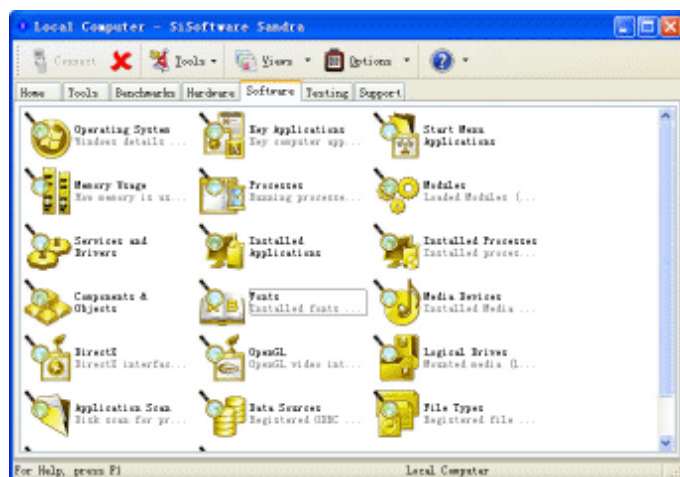 Local Computer - SiSoftware Sandra
Connect Tools Views Options
Home Tools Benchmarks Hardware Software Testing Support
Operating System
Windows details ...
Key Applications
Key computer app...
Start Menu
Applications
Memory Usage
How memory is us...
Processes
Running processe...
Modules
Loaded Modules (...
Services and
Drivers
Installed
Applications
Installed Processes
Installed proces...
Components &
Objects
Fonts
Installed fonts ...
Media Devices
Installed Media ...
DirectX
DirectX interfac...
OpenGL
OpenGL video int...
Logical Drives
Mounted media (l...
Application Scan
Disk scan for pr...
Data Sources
Registered ODBC ...
File Types
Registered file ...
For Help, press F1
Local Computer